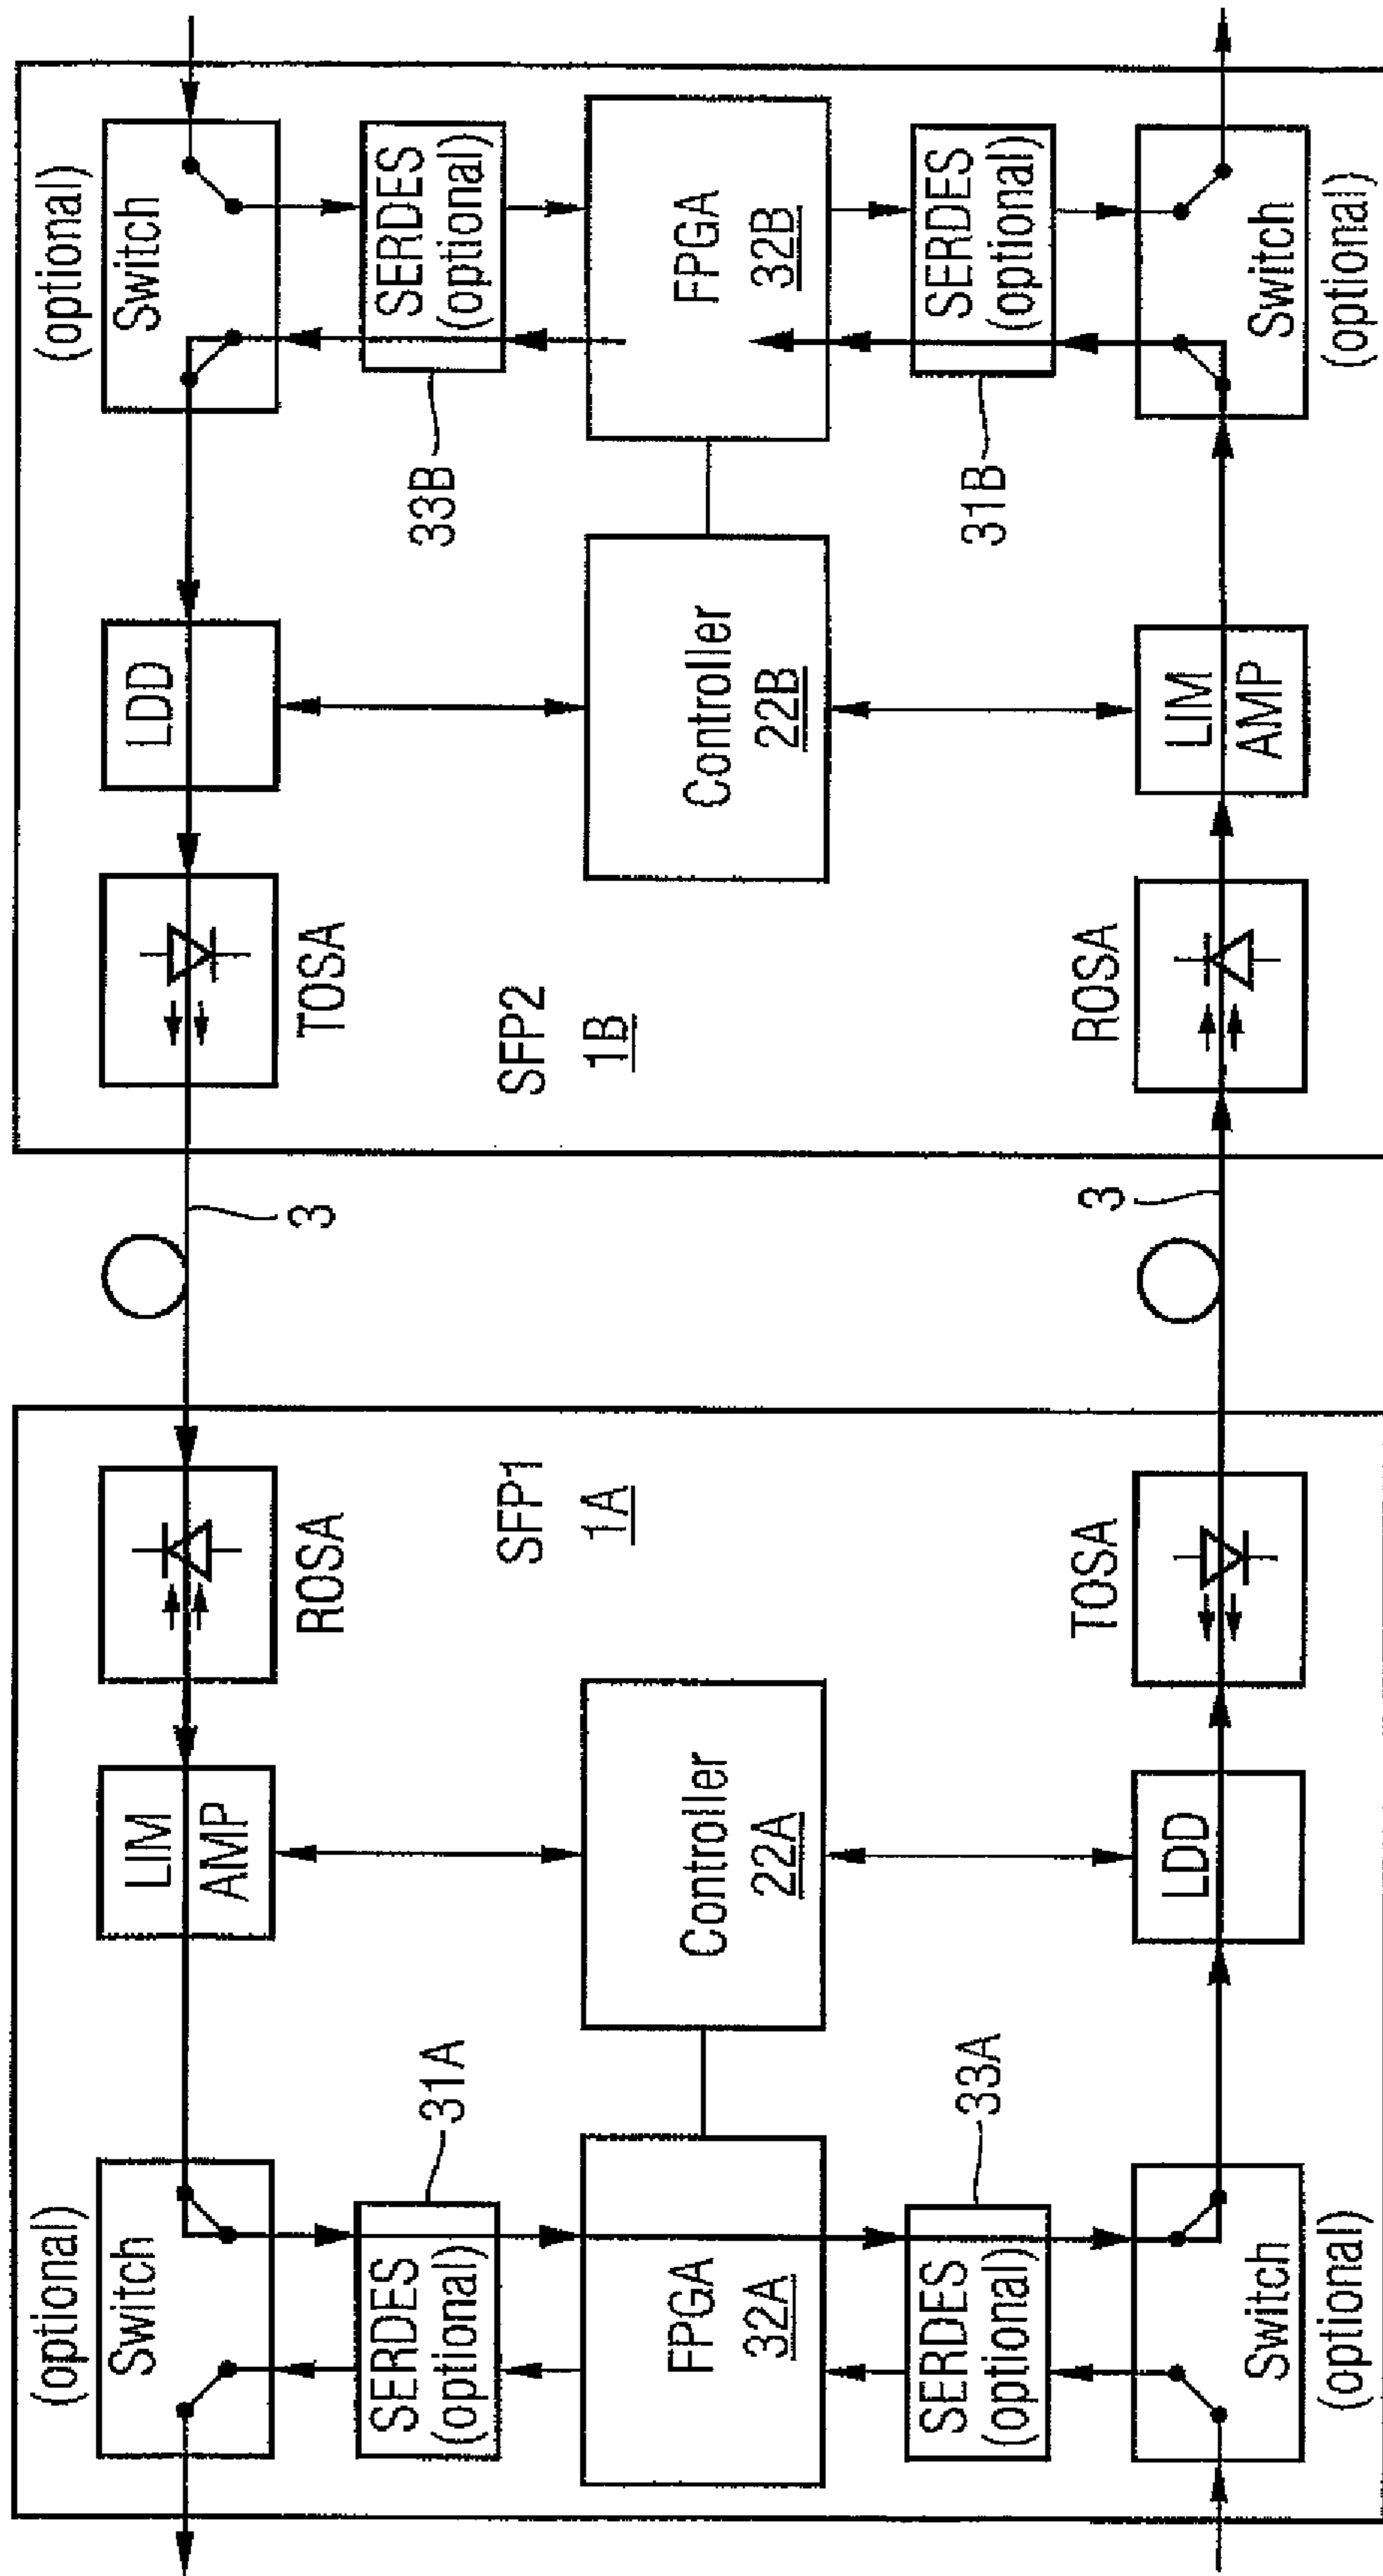 (optional)
Switch
LIM
AMP
ROSA
3
TOSA
LDD
(optional)
Switch
31A
SERDES
(optional)
SFP1
1A
SFP2
1B
33B
SERDES
(optional)
FPGA
32A
Controller
22A
Controller
22B
FPGA
32B
33A
SERDES
(optional)
31B
SERDES
(optional)
Switch
(optional)
LDD
TOSA
3
ROSA
LIM
AMP
Switch
(optional)